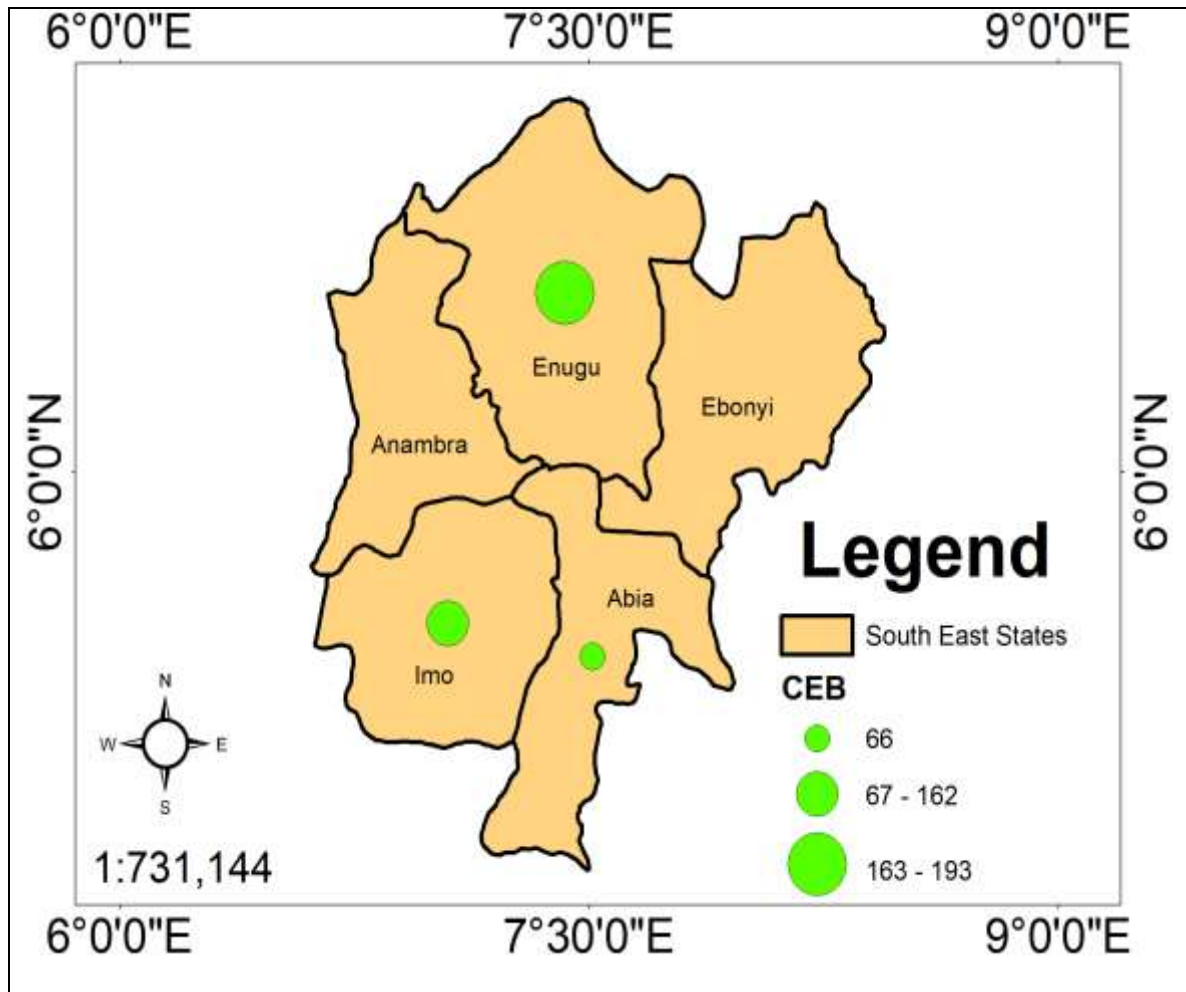 6°0'0"E 7°30'0"E 9°0'0"E
Enugu
Ebonyi
Anambra
6°0'0"N
6°0'0"N
Legend
Abia
South East States
Imo
CEB
N
66
W E
67 - 162
S
1:731,144
163 - 193
6°0'0"E 7°30'0"E 9°0'0"E